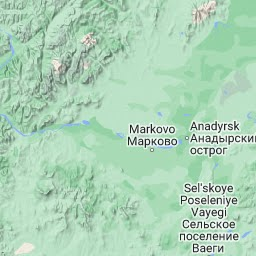 Markovo
Марково
Anadyrsk
Анадырский
острог
Sel'skoye
Poseleniye
Vayegi
Сельское
поселение
Ваеги